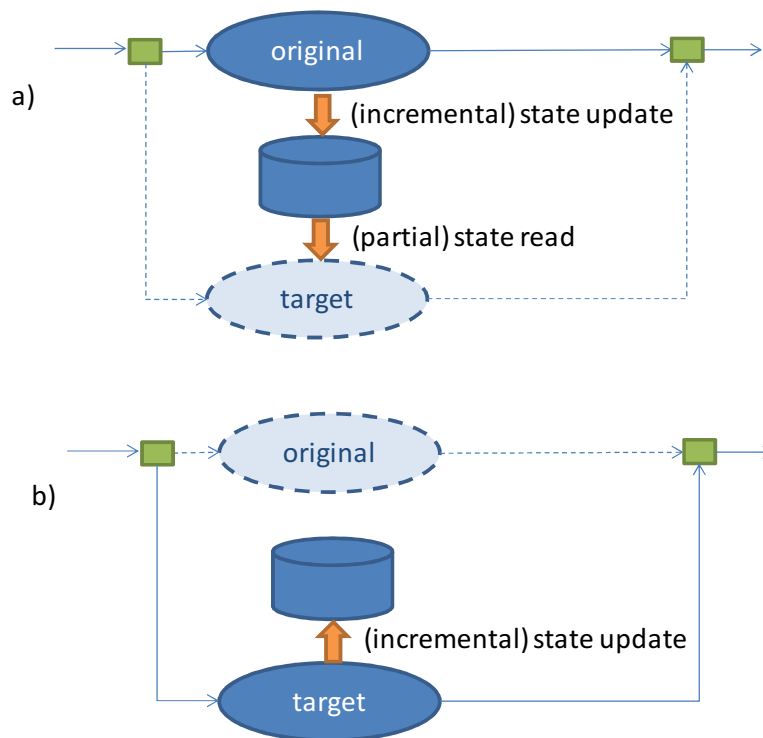 original
a)
(incremental) state update
(partial) state read
target
original
b)
(incremental) state update
target